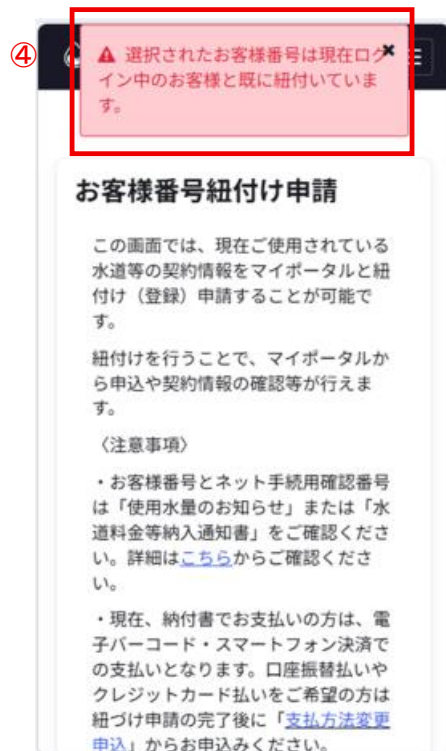 ④
選択されたお客様番号は現在ログ
イン中のお客様と既に紐付いていま
す。
お客様番号紐付け申請
この画面では、現在ご使用されている
水道等の契約情報をマイポータルと紐
付け（登録）申請することが可能で
す。
紐付けを行うことで、マイポータルか
ら申込や契約情報の確認等が行えま
す。
〈注意事項〉
・お客様番号とネット手続用確認番号
は「使用水量のお知らせ」または「水
道料金等納入通知書」をご確認くださ
い。詳細はこちらからご確認くださ
い。
・現在、納付書でお支払いの方は、電
子バーコード・スマートフォン決済で
の支払いとなります。口座振替払いや
クレジットカード払いをご希望の方は
紐づけ申請の完了後に「支払方法変更
申込」からお申込みください。